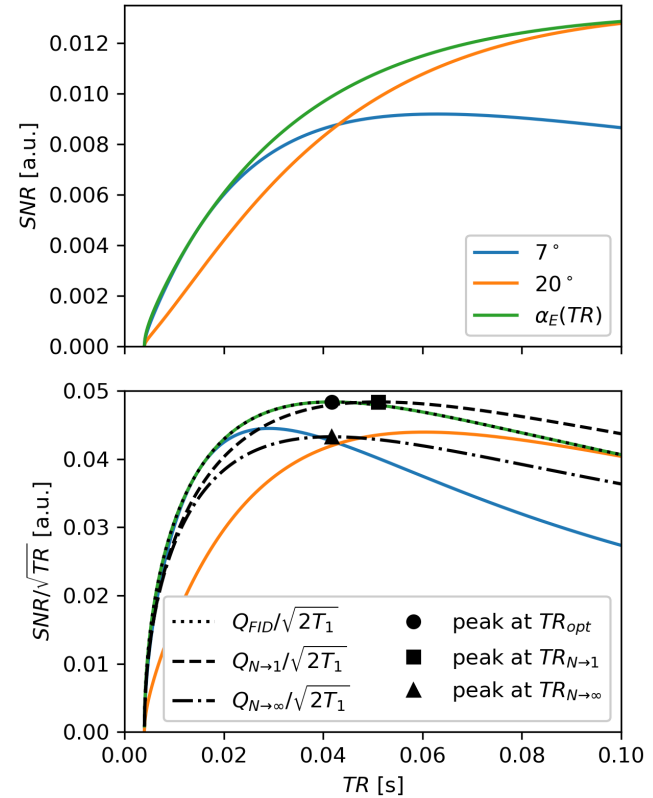 0.012
0.010
0.008
0.006
0.004
0.002
0.000
SNR [a.u.]
7°
20°
α_E(TR)
0.05
0.04
0.03
0.02
0.01
0.00
SNR/√TR [a.u.]
Q_FID/√2T₁
Q_N→1/√2T₁
Q_N→∞/√2T₁
peak at TR_opt
peak at TR_N→1
peak at TR_N→∞
0.00 0.02 0.04 0.06 0.08 0.10
TR [s]